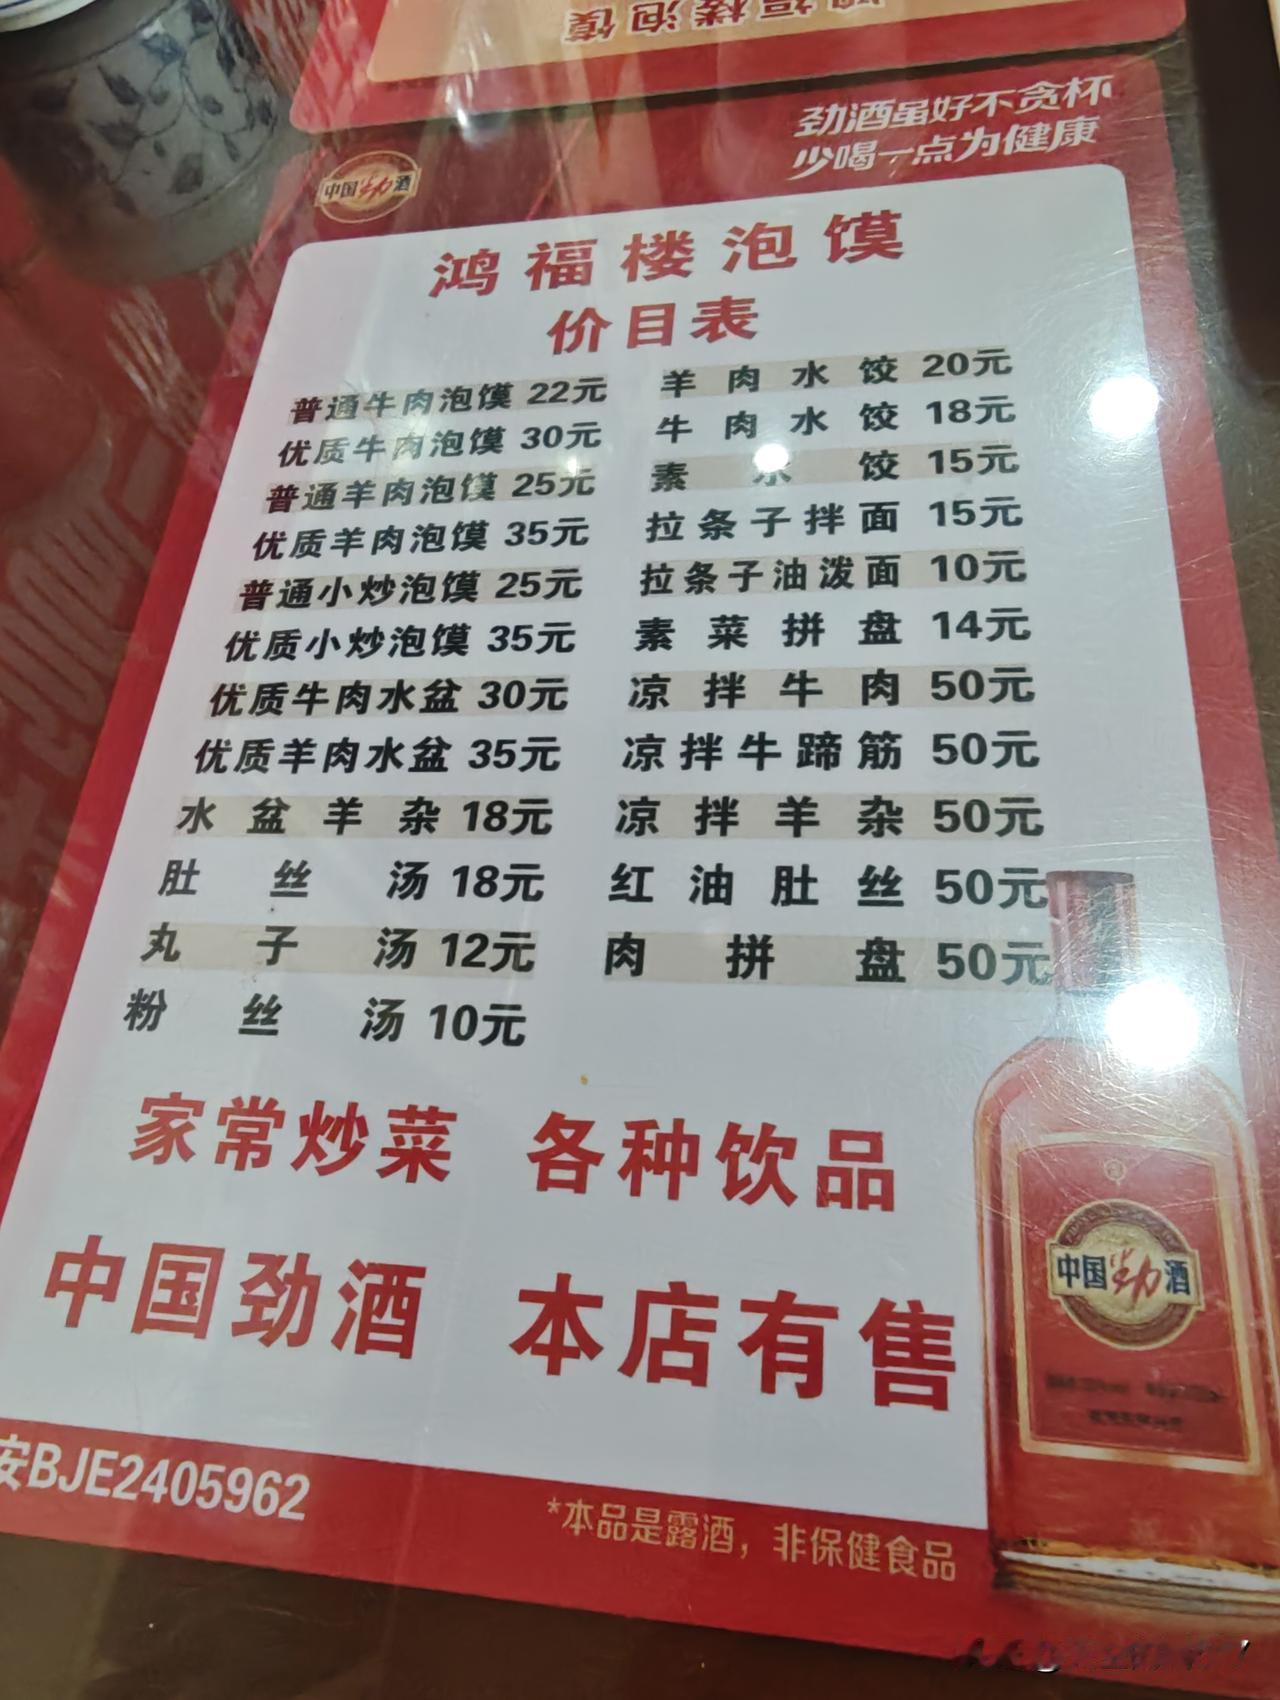 鸿福楼泡馍
劲酒虽好不贪杯
少喝一点为健康
中国劲酒
鸿福楼泡馍
价目表
普通牛肉泡馍 22元
优质牛肉泡馍 30元
普通羊肉泡馍 25元
优质羊肉泡馍 35元
普通小炒泡馍 25元
优质小炒泡馍 35元
优质牛肉水盆 30元
优质羊肉水盆 35元
水盆羊杂 18元
肚丝汤 18元
丸子汤 12元
粉丝汤 10元
羊肉水饺 20元
牛肉水饺 18元
素水饺 15元
拉条子拌面 15元
拉条子油泼面 10元
素菜拼盘 14元
凉拌牛肉 50元
凉拌牛蹄筋 50元
凉拌羊杂 50元
红油肚丝 50元
肉拼盘 50元
家常炒菜 各种饮品
中国劲酒 本店有售
中国劲酒
安BJE2405962
*本品是露酒，非保健食品